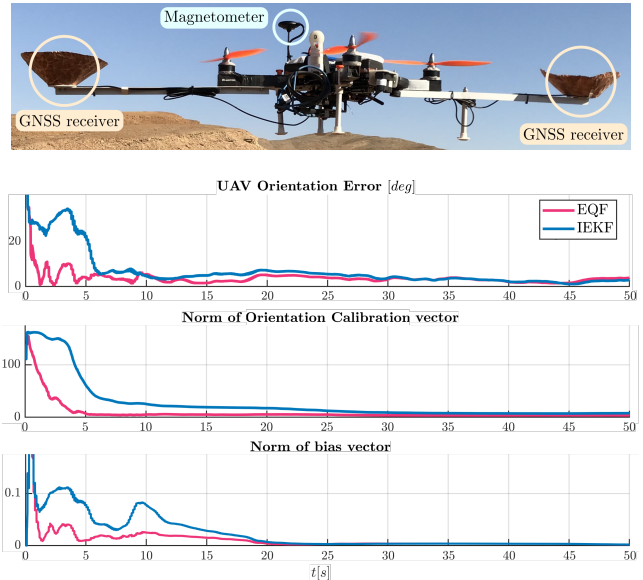 Magnetometer
GNSS receiver
GNSS receiver
UAV Orientation Error [deg]
EQF
IEKF
20
0
0 5 10 15 20 25 30 35 40 45 50
Norm of Orientation Calibration vector
100
0
0 5 10 15 20 25 30 35 40 45 50
Norm of bias vector
0.1
0
0 5 10 15 20 25 30 35 40 45 50
t[s]